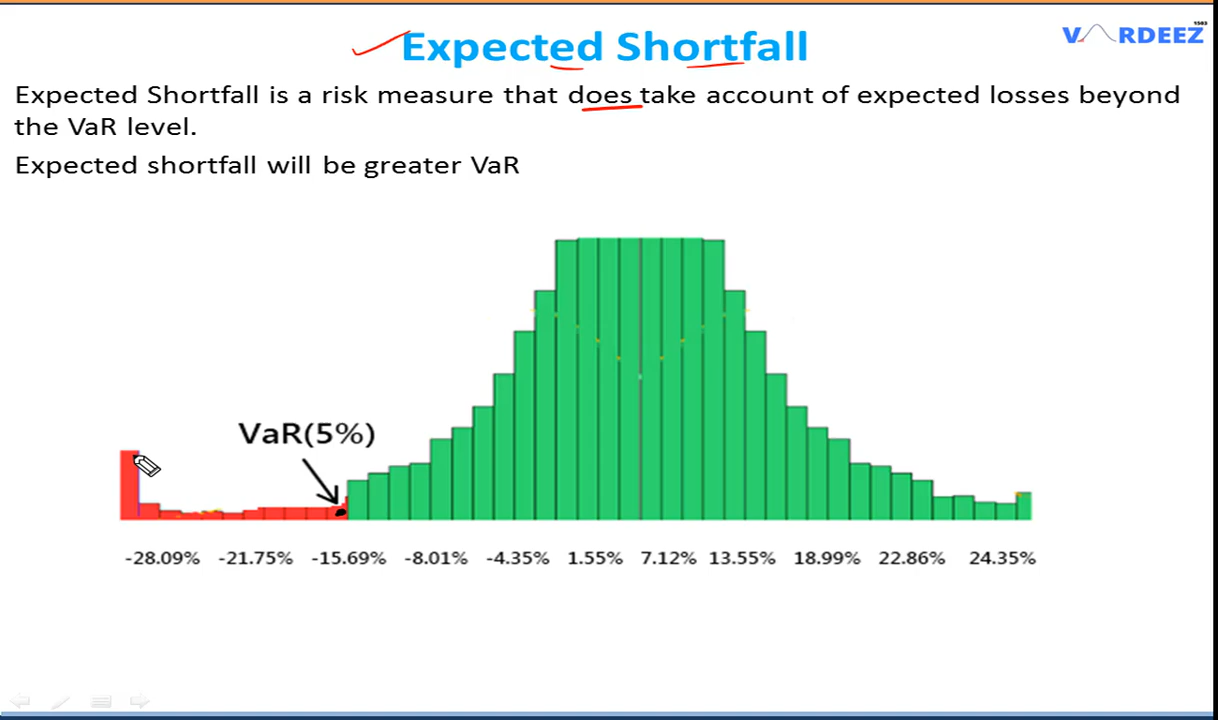 Expected Shortfall
1503
VARDEEZ
Expected Shortfall is a risk measure that does take account of expected losses beyond
the VaR level.
Expected shortfall will be greater VaR
VaR(5%)
-28.09% -21.75% -15.69% -8.01% -4.35% 1.55% 7.12% 13.55% 18.99% 22.86% 24.35%